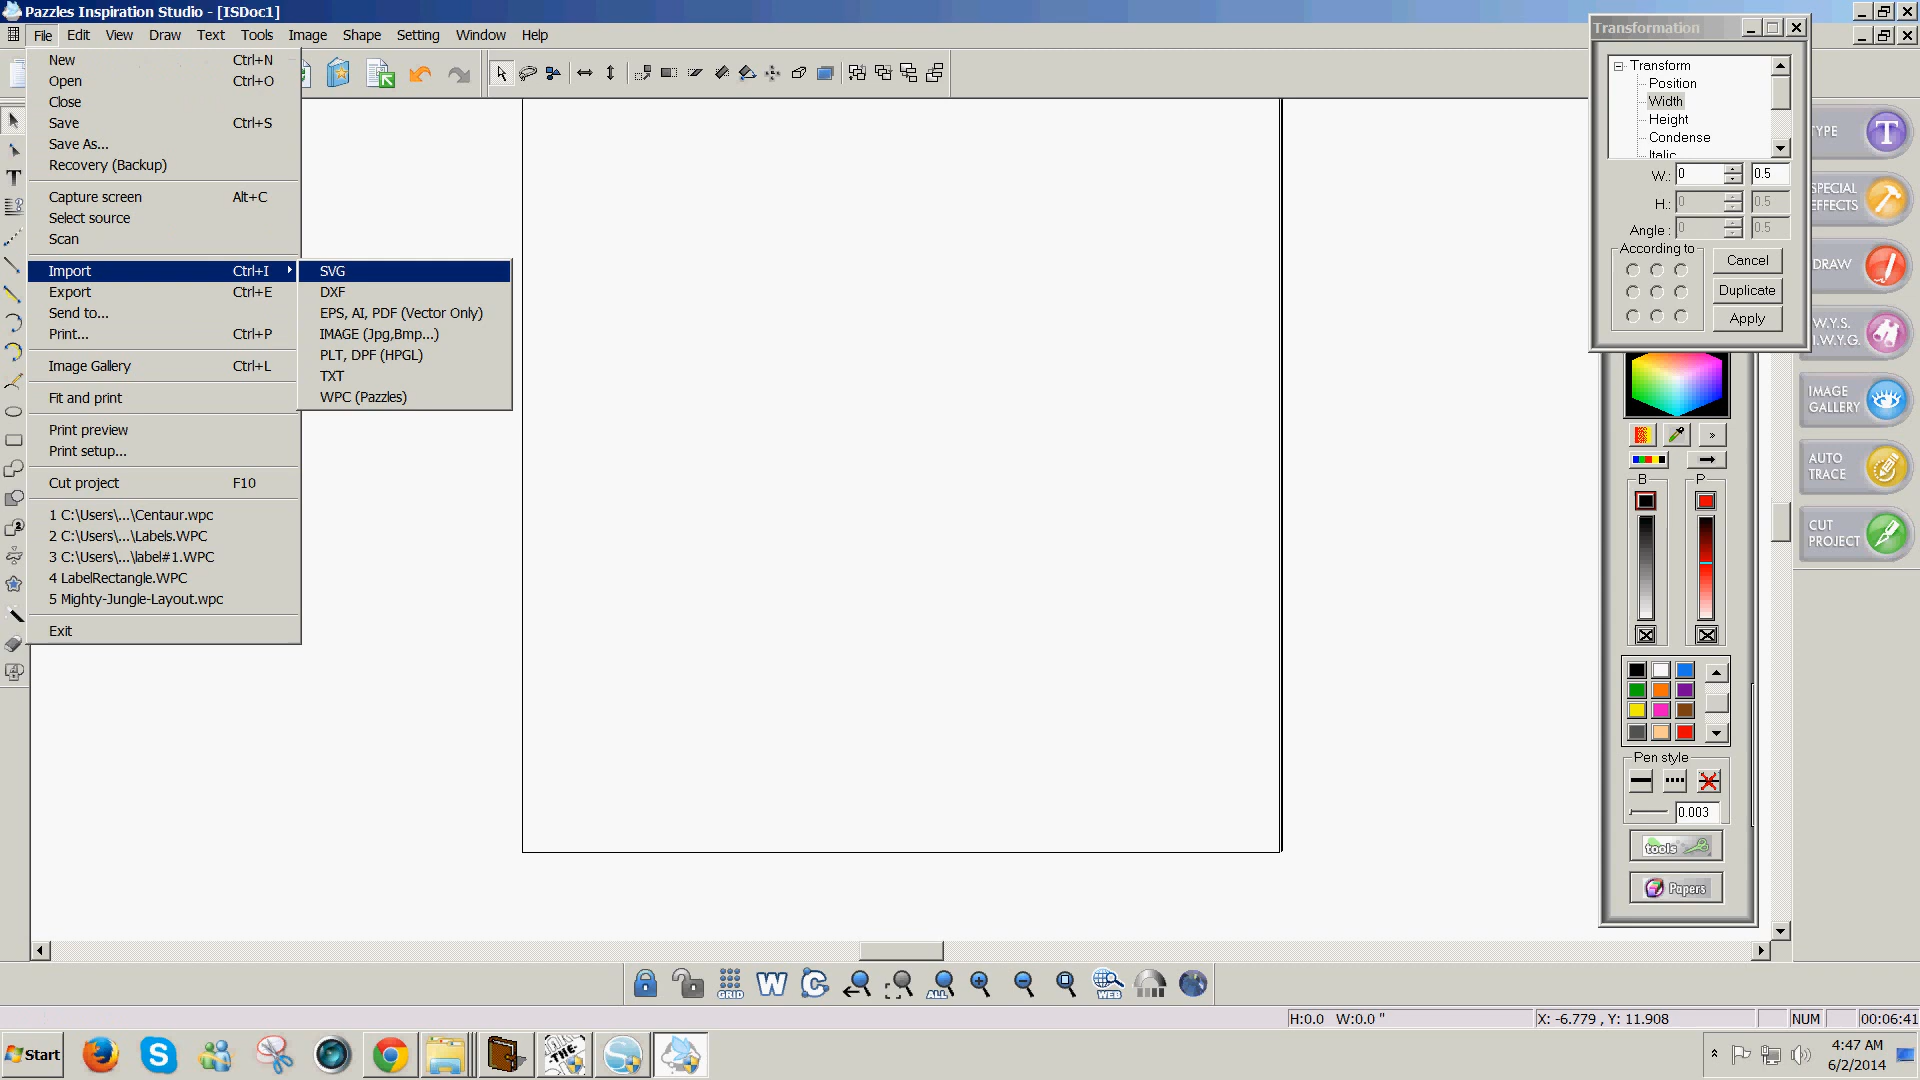 Pazzles Inspiration Studio - [ISDoc1]
File Edit View Draw Text Tools Image Shape Setting Window Help
New Ctrl+N
Open Ctrl+O
Close
Save Ctrl+S
Save As...
Recovery (Backup)
Capture screen Alt+C
Select source
Scan
Import Ctrl+I
Export Ctrl+E
Send to...
Print... Ctrl+P
Image Gallery Ctrl+L
Fit and print
Print preview
Print setup...
Cut project F10
1 C:\Users\...\Centaur.wpc
2 C:\Users\...\Labels.WPC
3 C:\Users\...\label#1.WPC
4 LabelRectangle.WPC
5 Mighty-Jungle-Layout.wpc
Exit
SVG
DXF
EPS, AI, PDF (Vector Only)
IMAGE (Jpg,Bmp...)
PLT, DPF (HPGL)
TXT
WPC (Pazzles)
Transformation
Transform
Position
Width
Height
Condense
Italic
W.: 0 0.5
H.: 0 0.5
Angle : 0 0.5
According to
Cancel
Duplicate
Apply
B P
Pen style
0.003
tools
Papers
YPE T
SPECIAL
EFFECTS
DRAW
W.Y.S.
I.W.Y.G.
IMAGE
GALLERY
AUTO
TRACE
CUT
PROJECT
GRID W C ALL WEB
H:0.0 W:0.0 "
X: -6.779 , Y: 11.908
NUM
00:06:41
Start
-THE-
4:47 AM
6/2/2014